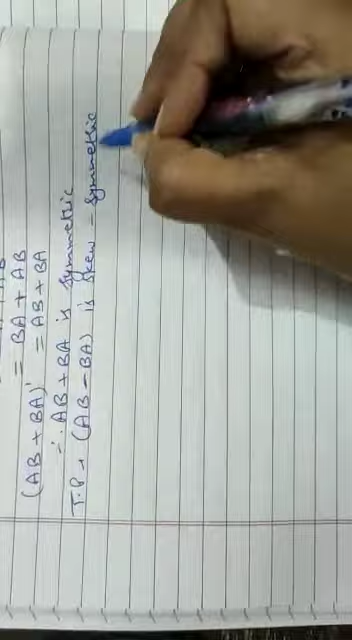 = BA + AB
(AB + BA)' = AB + BA
∴ AB + BA is symmetric
T.P. (AB - BA) is skew - symmetric